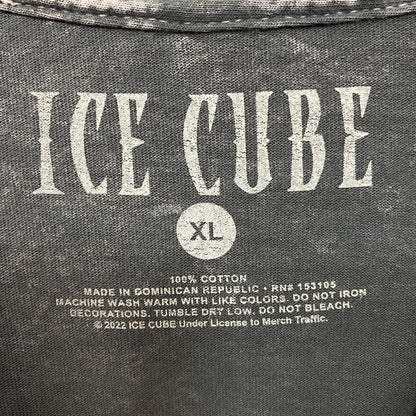 ICE CUBE
XL
100% COTTON
MADE IN DOMINICAN REPUBLIC • RN# 153105
MACHINE WASH WARM WITH LIKE COLORS. DO NOT IRON
DECORATIONS. TUMBLE DRY LOW. DO NOT BLEACH.
© 2022 ICE CUBE Under License to Merch Traffic.